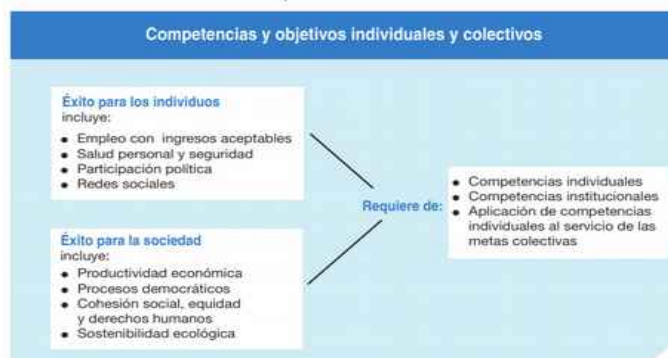 Competencias y objetivos individuales y colectivos
Éxito para los individuos
incluye:
• Empleo con ingresos aceptables
• Salud personal y seguridad
• Participación política
• Redes sociales
Éxito para la sociedad
incluye:
• Productividad económica
• Procesos democráticos
• Cohesión social, equidad
y derechos humanos
• Sostenibilidad ecológica
Requiere de:
• Competencias individuales
• Competencias institucionales
• Aplicación de competencias
individuales al servicio de las
metas colectivas